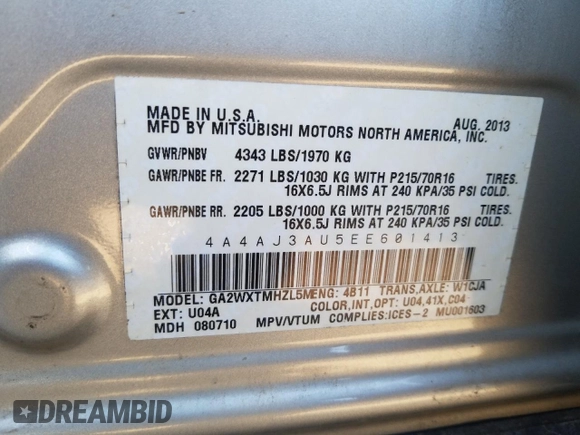 MADE IN U.S.A. AUG. 2013
MFD BY MITSUBISHI MOTORS NORTH AMERICA, INC.
GVWR/PNBV 4343 LBS/1970 KG
GAWR/PNBE FR. 2271 LBS/1030 KG WITH P215/70R16 TIRES.
16X6.5J RIMS AT 240 KPA/35 PSI COLD.
GAWR/PNBE RR. 2205 LBS/1000 KG WITH P215/70R16 TIRES.
16X6.5J RIMS AT 240 KPA/35 PSI COLD.
4A4AJ3AU5EE601413
MODEL: GA2WXTMHZL5MENG: 4B11 TRANS,AXLE: W1CJA
EXT: U04A COLOR,INT,OPT: U04,41X,C04
MDH 080710 MPV/VTUM COMPLIES:ICES-2 MU001603
DREAMBID